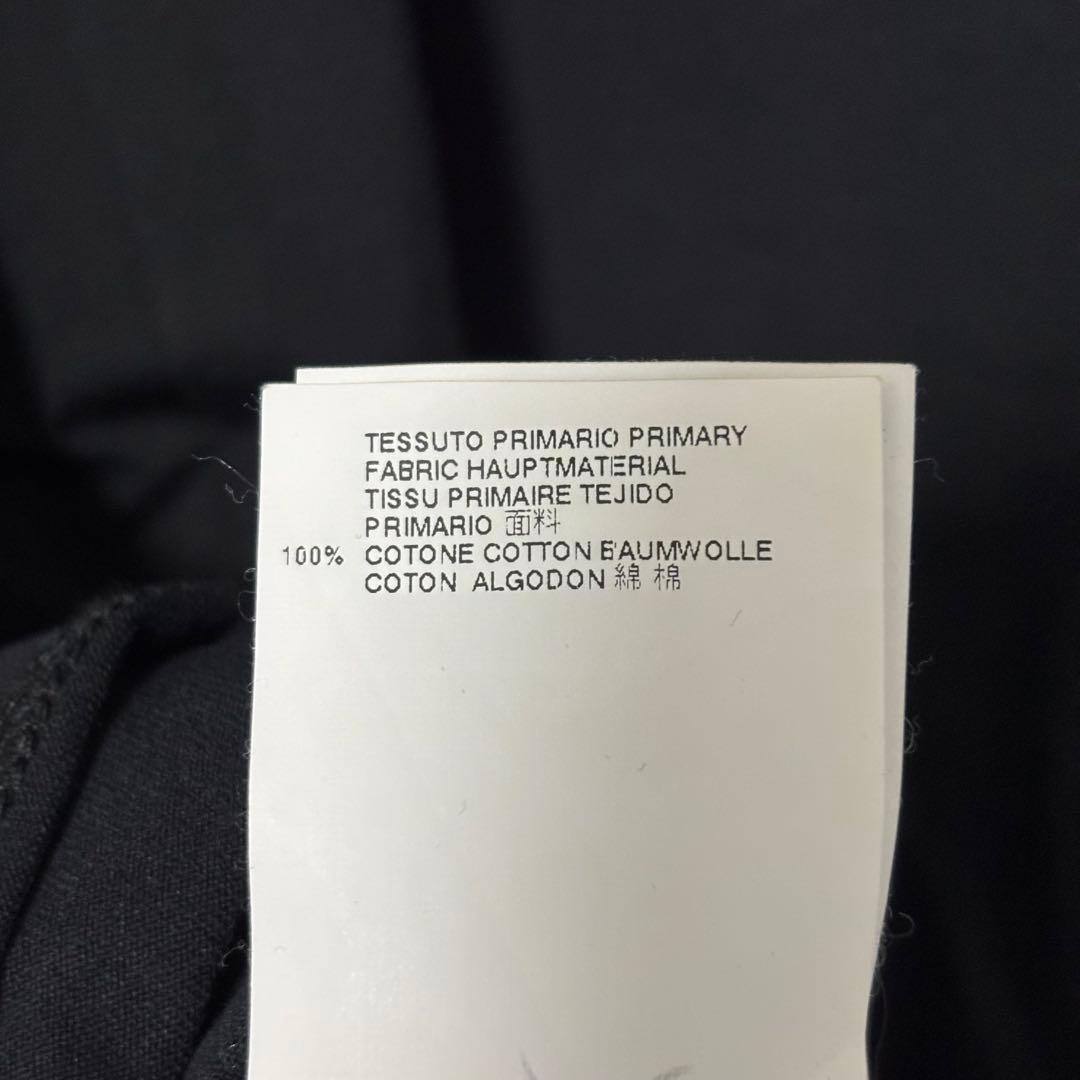 TESSUTO PRIMARIO PRIMARY
FABRIC HAUPTMATERIAL
TISSU PRIMAIRE TEJIDO
PRIMARIO 面料
100% COTONE COTTON BAUMWOLLE
COTON ALGODON 綿 棉